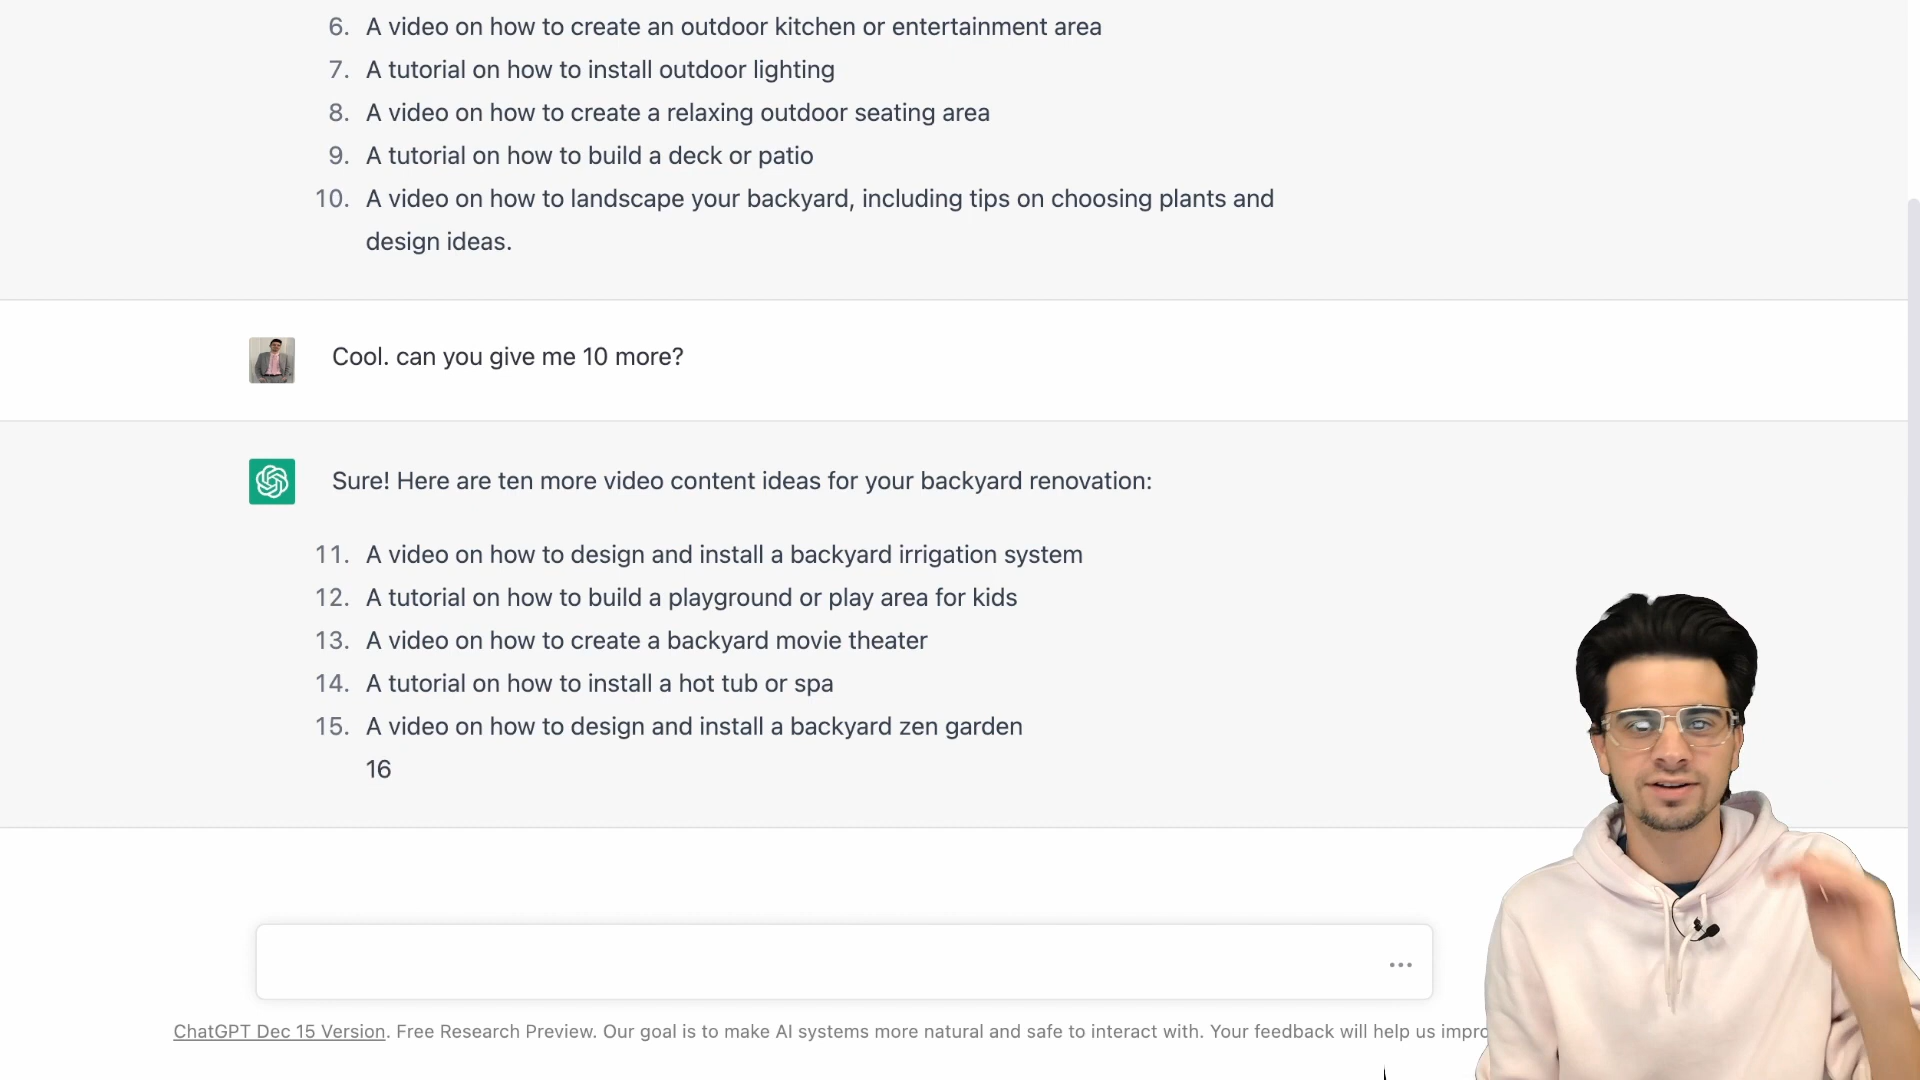 6. A video on how to create an outdoor kitchen or entertainment area
7. A tutorial on how to install outdoor lighting
8. A video on how to create a relaxing outdoor seating area
9. A tutorial on how to build a deck or patio
10. A video on how to landscape your backyard, including tips on choosing plants and
design ideas.
Cool. can you give me 10 more?
Sure! Here are ten more video content ideas for your backyard renovation:
11. A video on how to design and install a backyard irrigation system
12. A tutorial on how to build a playground or play area for kids
13. A video on how to create a backyard movie theater
14. A tutorial on how to install a hot tub or spa
15. A video on how to design and install a backyard zen garden
16
ChatGPT Dec 15 Version. Free Research Preview. Our goal is to make AI systems more natural and safe to interact with. Your feedback will help us impro